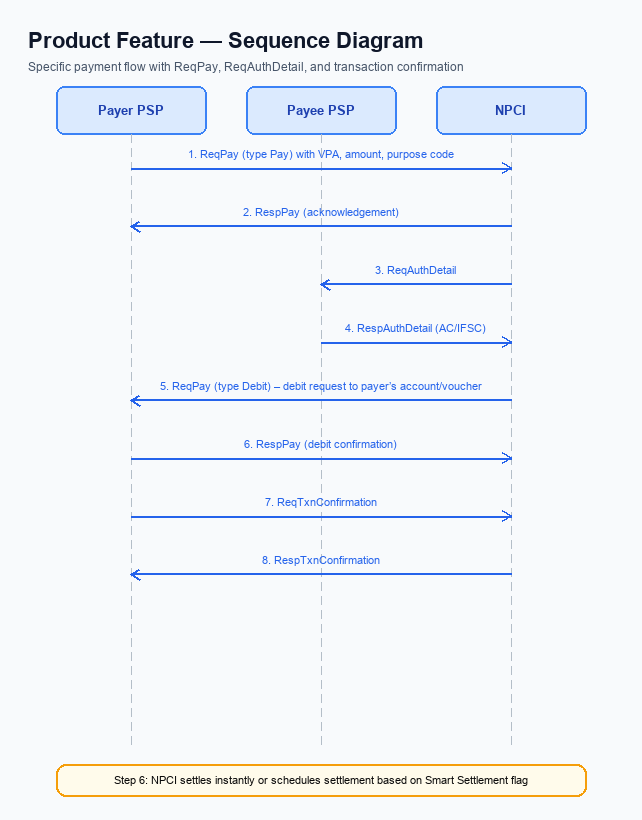 Product Feature — Sequence Diagram
Specific payment flow with ReqPay, ReqAuthDetail, and transaction confirmation
Payer PSP
Payee PSP
NPCI
1. ReqPay (type Pay) with VPA, amount, purpose code
2. RespPay (acknowledgement)
3. ReqAuthDetail
4. RespAuthDetail (AC/IFSC)
5. ReqPay (type Debit) – debit request to payer's account/voucher
6. RespPay (debit confirmation)
7. ReqTxnConfirmation
8. RespTxnConfirmation
Step 6: NPCI settles instantly or schedules settlement based on Smart Settlement flag